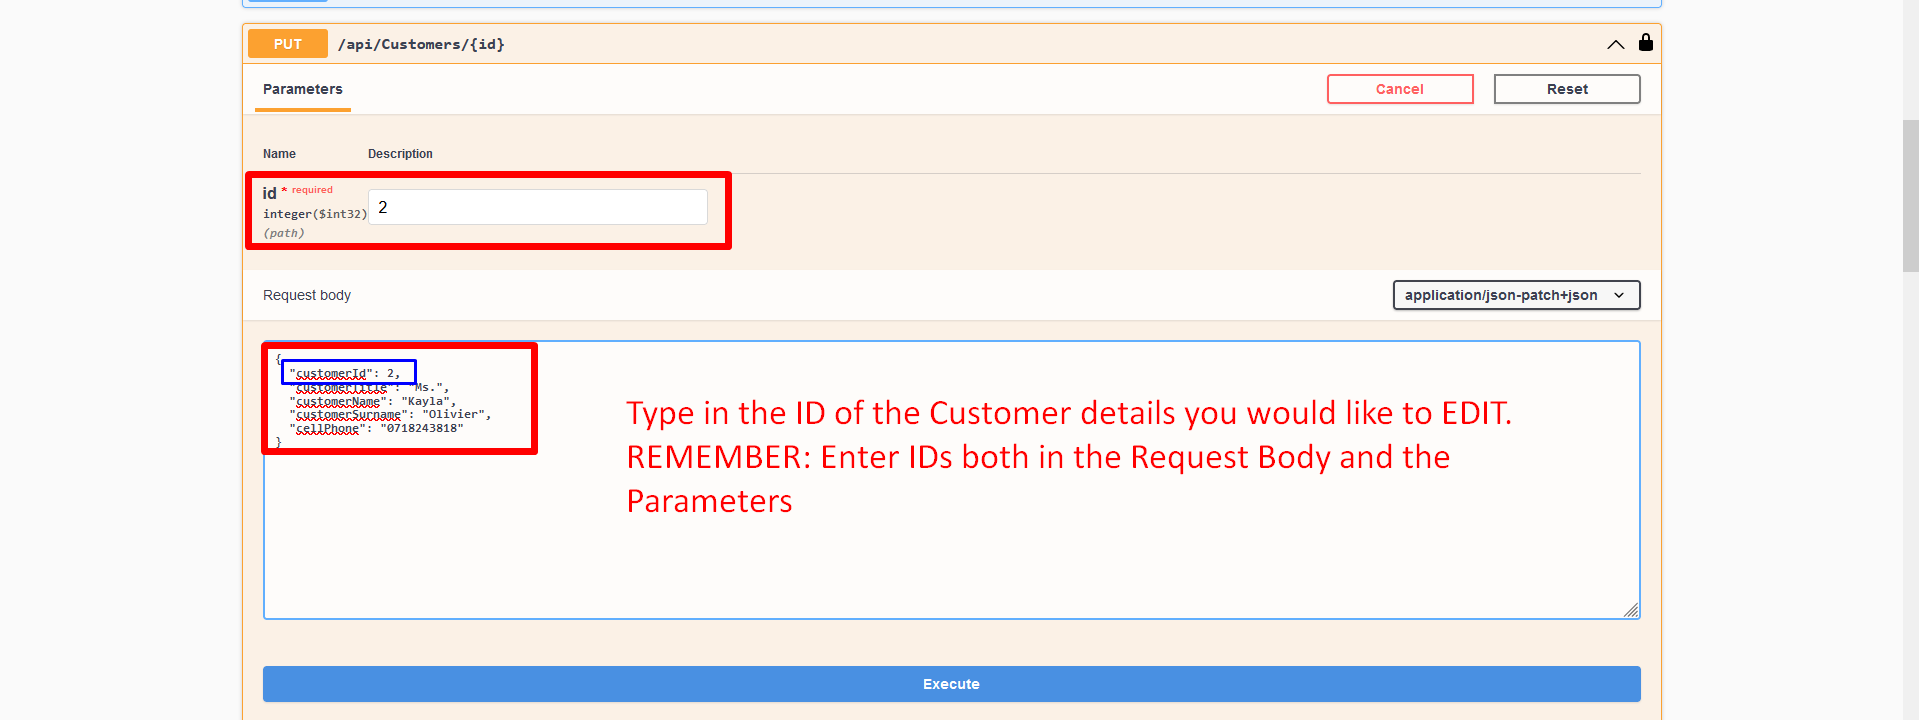 PUT /api/Customers/{id}
Parameters
Cancel
Reset
Name Description
id * required
integer($int32)
(path)
2
Request body
application/json-patch+json
{
"customerId": 2,
"customerTitle": "Ms.",
"customerName": "Kayla",
"customerSurname": "Olivier",
"cellPhone": "0718243818"
}
Type in the ID of the Customer details you would like to EDIT.
REMEMBER: Enter IDs both in the Request Body and the
Parameters
Execute